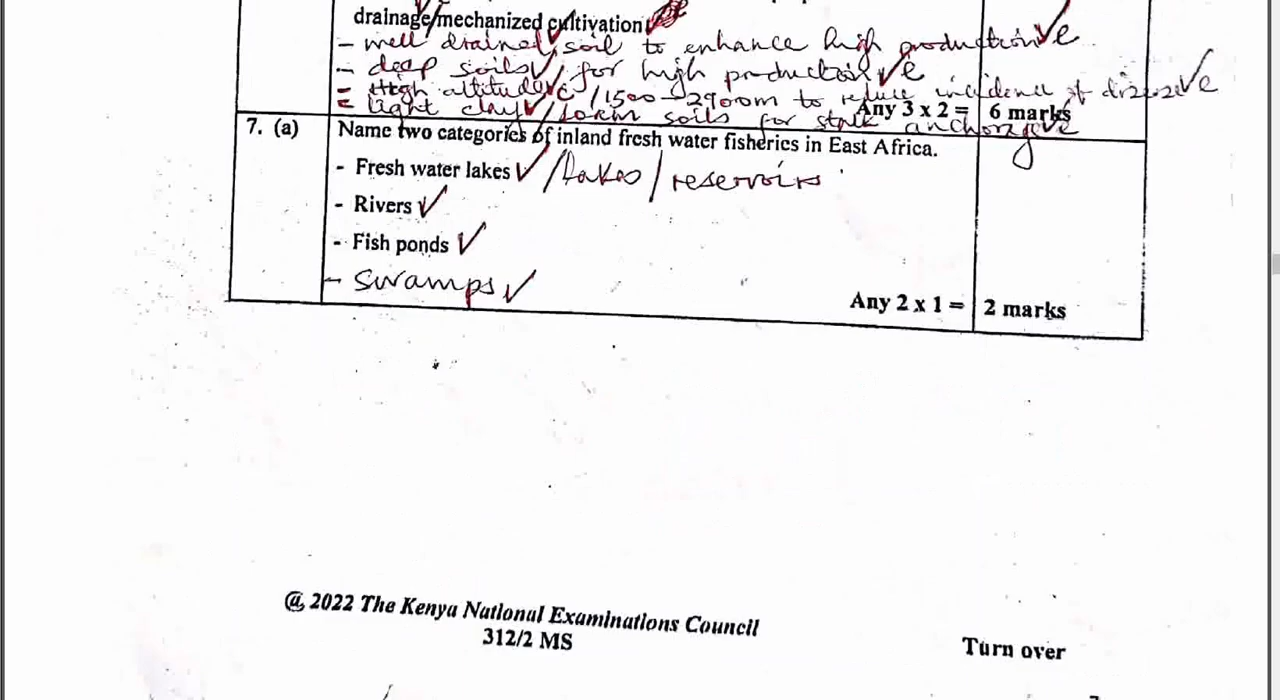 drainage/mechanized cultivation
- well drained soil to enhance high production
- deep soils / for high production
- High altitude / 1500 - 2900m to reduce incidence of disease
- light clay / loam soils for stalk anchorage
Any 3 x 2 = 6 marks
7. (a) Name two categories of inland fresh water fisheries in East Africa.
- Fresh water lakes ✓ /lakes/reservoirs
- Rivers ✓
- Fish ponds ✓
- swamps ✓
Any 2 x 1 = 2 marks
@ 2022 The Kenya National Examinations Council
312/2 MS
Turn over